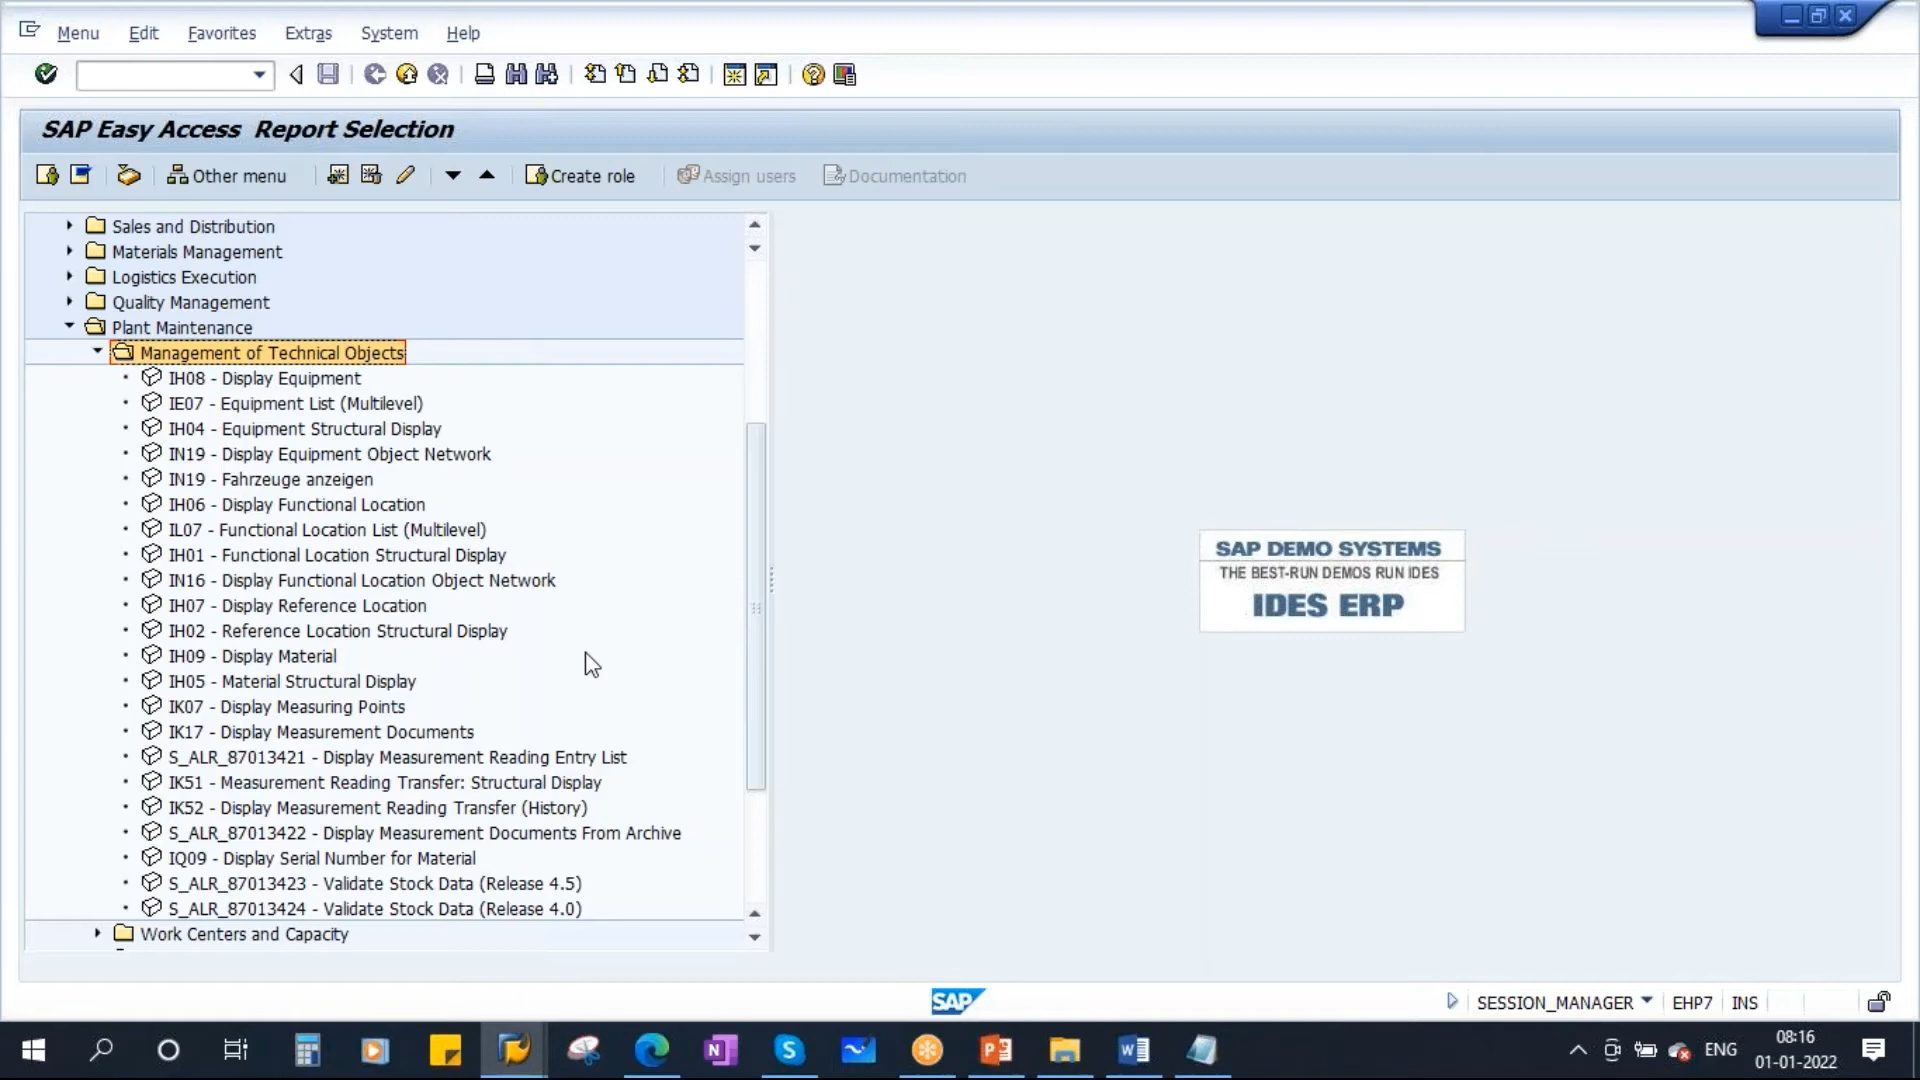 Menu Edit Favorites Extras System Help
SAP Easy Access Report Selection
Other menu Create role Assign users Documentation
Sales and Distribution
Materials Management
Logistics Execution
Quality Management
Plant Maintenance
Management of Technical Objects
IH08 - Display Equipment
IE07 - Equipment List (Multilevel)
IH04 - Equipment Structural Display
IN19 - Display Equipment Object Network
IN19 - Fahrzeuge anzeigen
IH06 - Display Functional Location
IL07 - Functional Location List (Multilevel)
IH01 - Functional Location Structural Display
IN16 - Display Functional Location Object Network
IH07 - Display Reference Location
IH02 - Reference Location Structural Display
IH09 - Display Material
IH05 - Material Structural Display
IK07 - Display Measuring Points
IK17 - Display Measurement Documents
S_ALR_87013421 - Display Measurement Reading Entry List
IK51 - Measurement Reading Transfer: Structural Display
IK52 - Display Measurement Reading Transfer (History)
S_ALR_87013422 - Display Measurement Documents From Archive
IQ09 - Display Serial Number for Material
S_ALR_87013423 - Validate Stock Data (Release 4.5)
S_ALR_87013424 - Validate Stock Data (Release 4.0)
Work Centers and Capacity
SAP DEMO SYSTEMS
THE BEST-RUN DEMOS RUN IDES
IDES ERP
SAP
SESSION_MANAGER EHP7 INS
ENG
08:16
01-01-2022